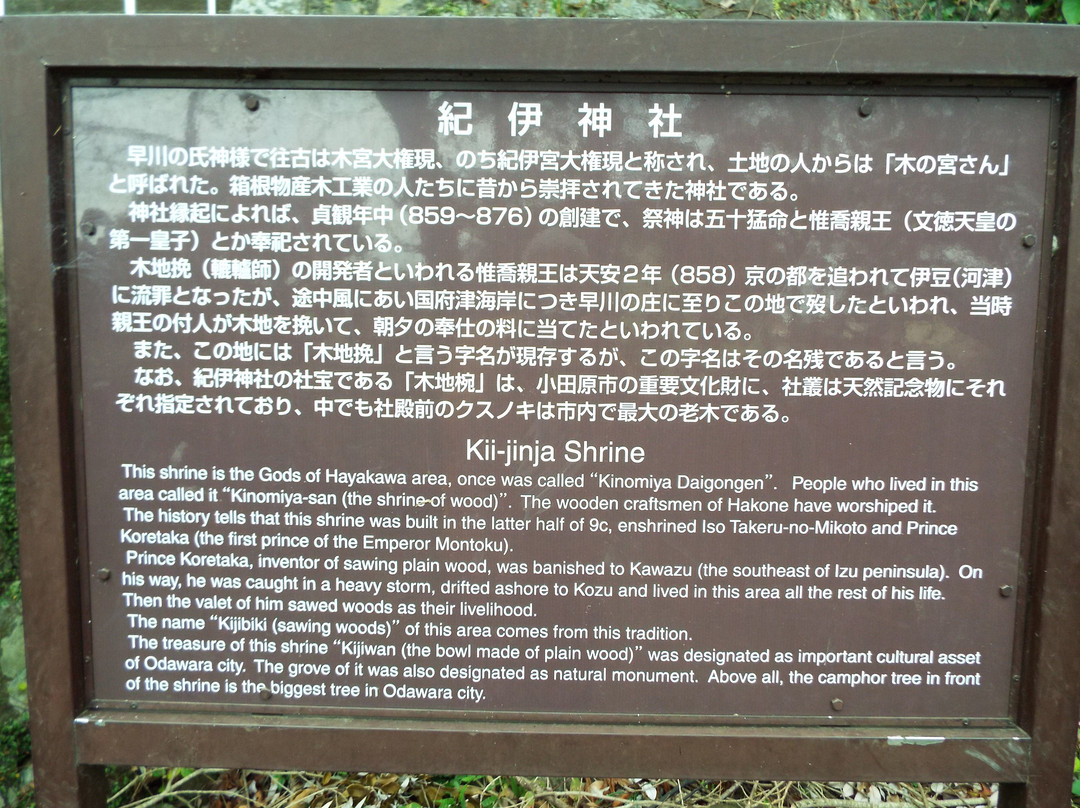 紀伊神社
早川の氏神様で往古は木宮大権現、のち紀伊宮大権現と称され、土地の人からは「木の宮さん」
と呼ばれた。箱根物産木工業の人たちに昔から崇拝されてきた神社である。
神社縁起によれば、貞観年中（859〜876）の創建で、祭神は五十猛命と惟喬親王（文徳天皇の
第一皇子）とか奉祀されている。
木地挽（轆轤師）の開発者といわれる惟喬親王は天安２年（858）京の都を追われて伊豆(河津）
に流罪となったが、途中風にあい国府津海岸につき早川の庄に至りこの地で歿したといわれ、当時
親王の付人が木地を挽いて、朝夕の奉仕の料に当てたといわれている。
また、この地には「木地挽」と言う字名が現存するが、この字名はその名残であると言う。
なお、紀伊神社の社宝である「木地椀」は、小田原市の重要文化財に、社叢は天然記念物にそれ
ぞれ指定されており、中でも社殿前のクスノキは市内で最大の老木である。
Kii-jinja Shrine
This shrine is the Gods of Hayakawa area, once was called “Kinomiya Daigongen”. People who lived in this
area called it “Kinomiya-san (the shrine of wood)”. The wooden craftsmen of Hakone have worshiped it.
The history tells that this shrine was built in the latter half of 9c, enshrined Iso Takeru-no-Mikoto and Prince
Koretaka (the first prince of the Emperor Montoku).
Prince Koretaka, inventor of sawing plain wood, was banished to Kawazu (the southeast of Izu peninsula). On
his way, he was caught in a heavy storm, drifted ashore to Kozu and lived in this area all the rest of his life.
Then the valet of him sawed woods as their livelihood.
The name “Kijibiki (sawing woods)” of this area comes from this tradition.
The treasure of this shrine “Kijiwan (the bowl made of plain wood)” was designated as important cultural asset
of Odawara city. The grove of it was also designated as natural monument. Above all, the camphor tree in front
of the shrine is the biggest tree in Odawara city.